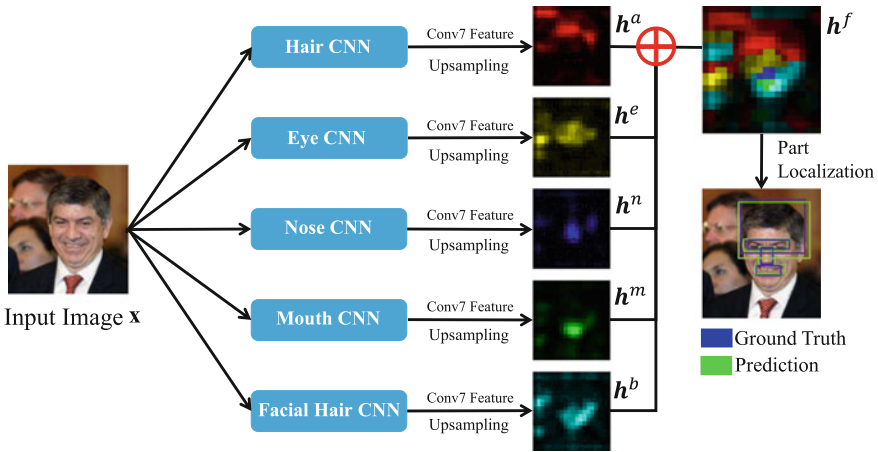 Hair CNN
Conv7 Feature
Upsampling
h^a
h^f
Eye CNN
Conv7 Feature
Upsampling
h^e
Part
Localization
Nose CNN
Conv7 Feature
Upsampling
h^n
Input Image x
Mouth CNN
Conv7 Feature
Upsampling
h^m
Ground Truth
Prediction
Facial Hair CNN
Conv7 Feature
Upsampling
h^b